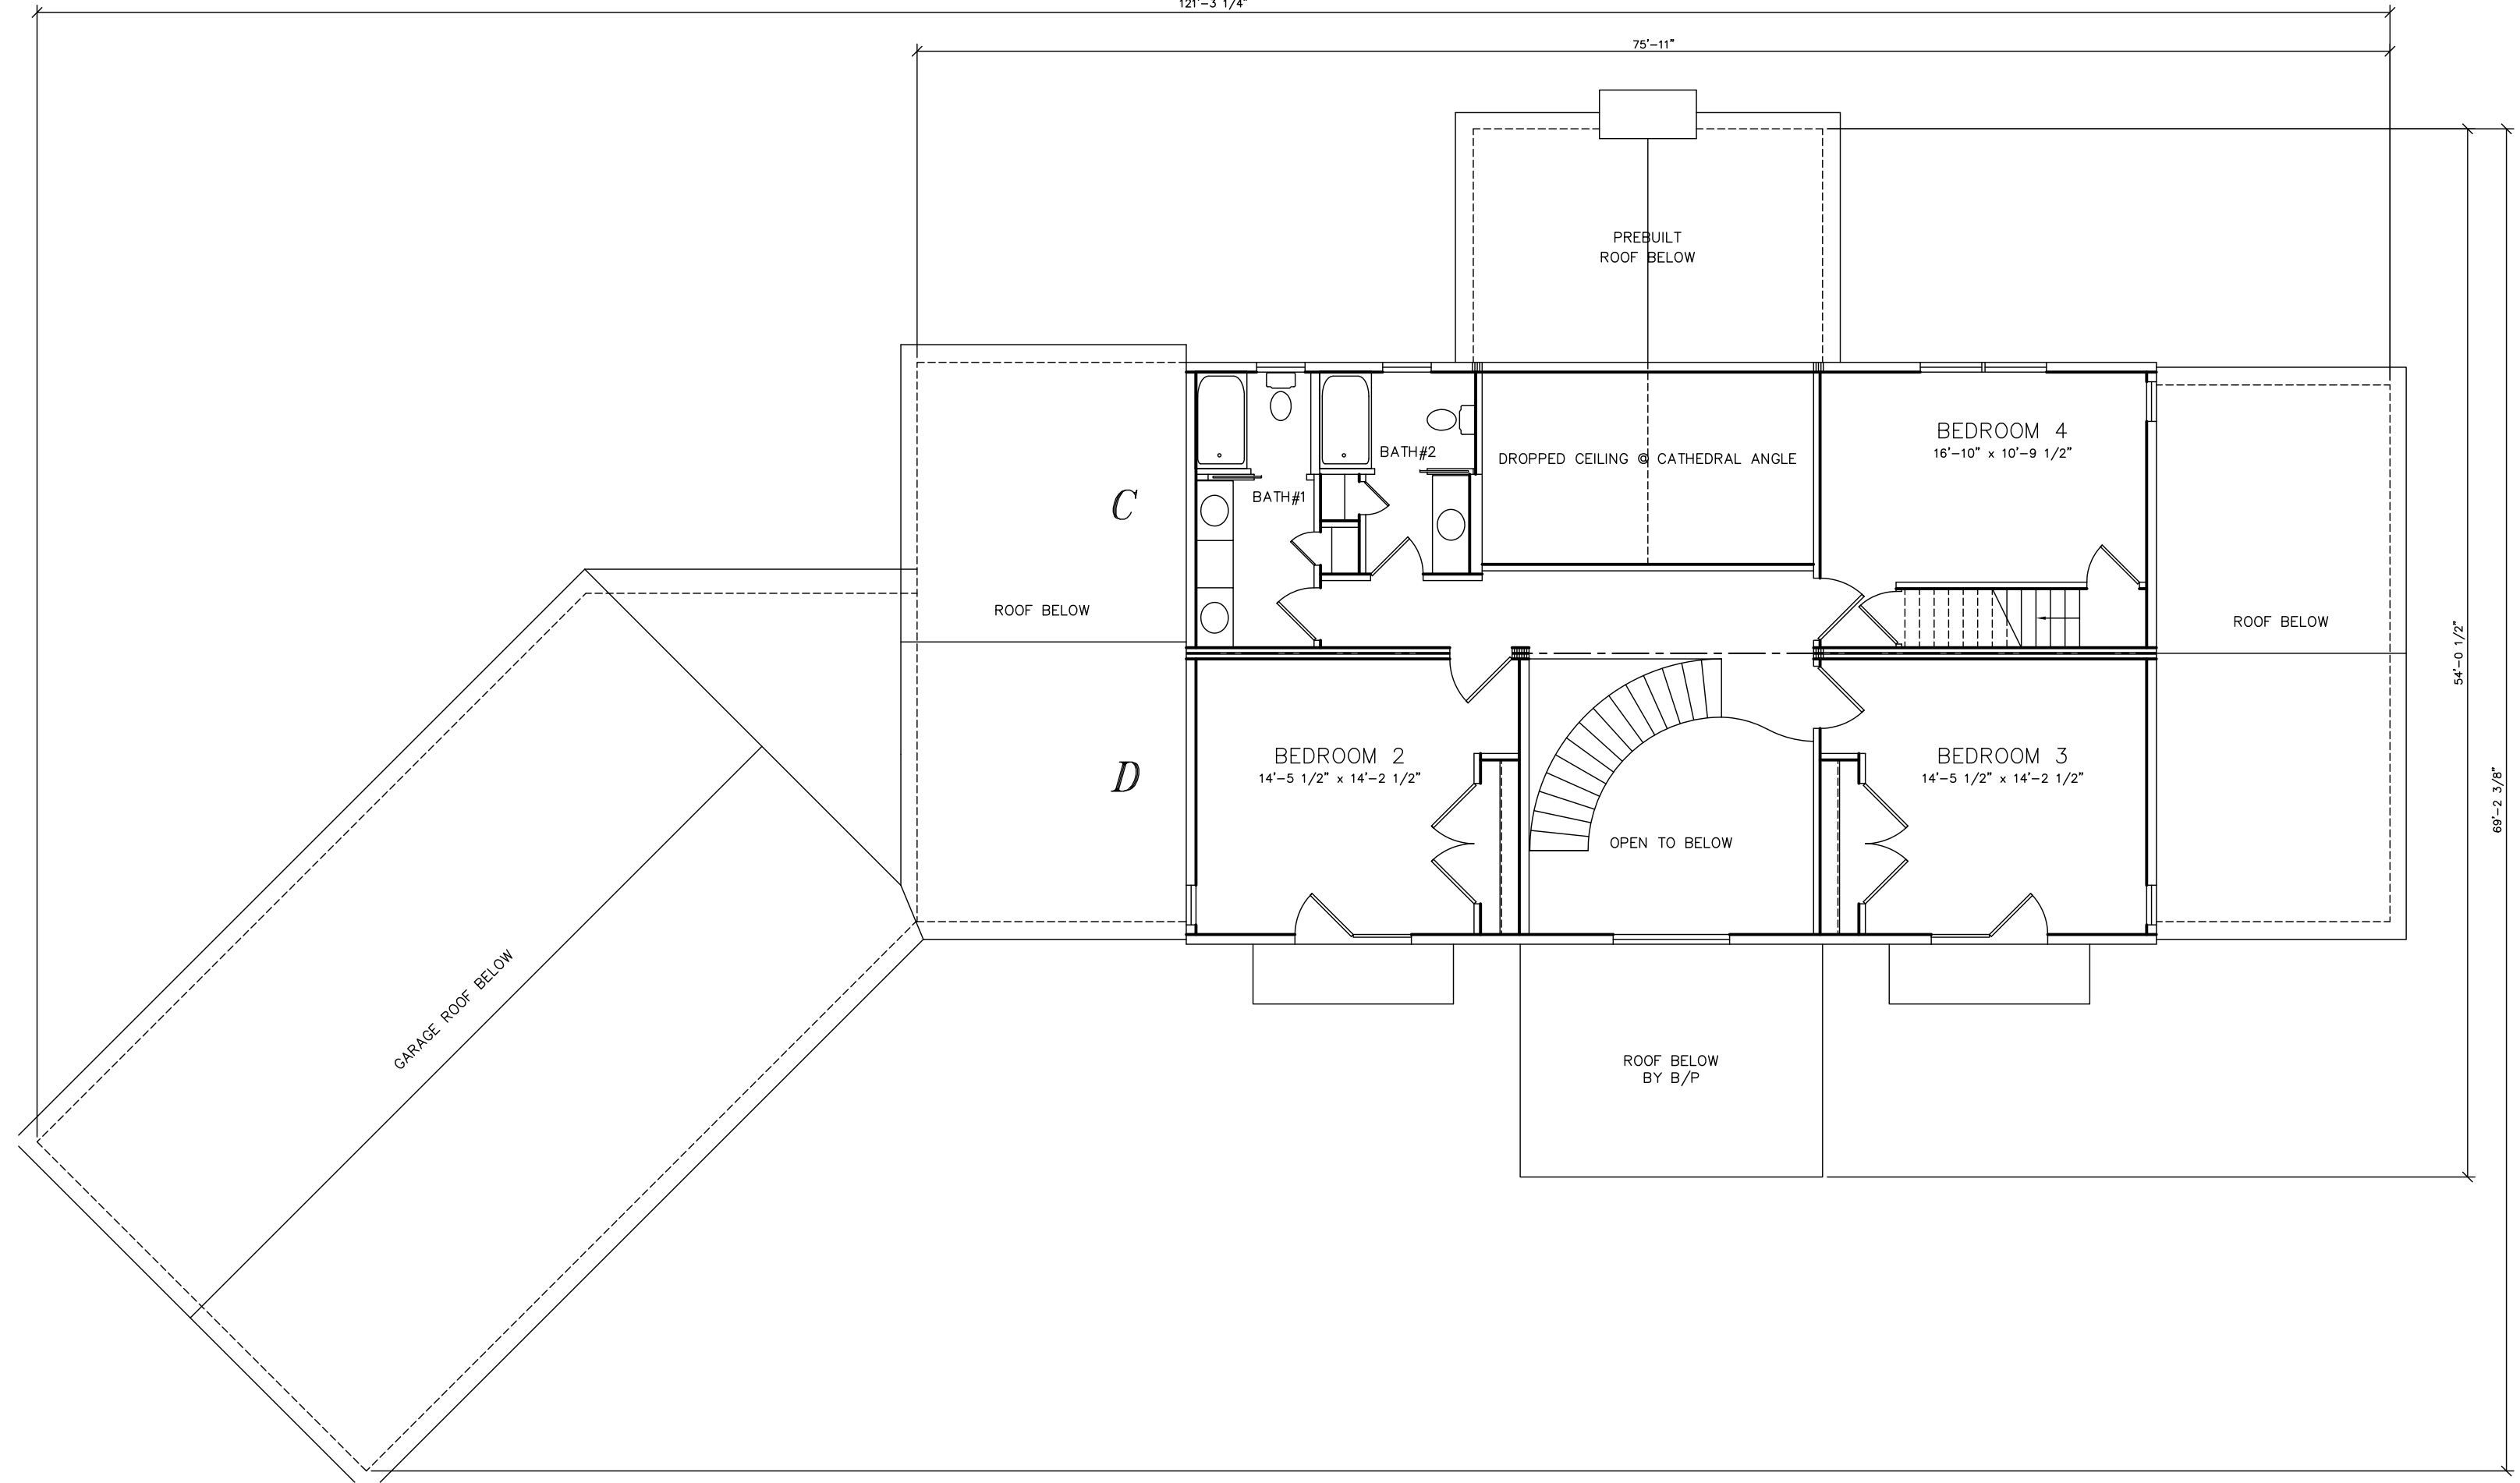 121'-3 1/4"
75'-11"
PREBUILT
ROOF BELOW
BEDROOM 4
16'-10" x 10'-9 1/2"
BATH#2
DROPPED CEILING @ CATHEDRAL ANGLE
BATH#1
C
ROOF BELOW
ROOF BELOW
54'-0 1/2"
69'-2 3/8"
D
BEDROOM 2
14'-5 1/2" x 14'-2 1/2"
BEDROOM 3
14'-5 1/2" x 14'-2 1/2"
OPEN TO BELOW
GARAGE ROOF BELOW
ROOF BELOW
BY B/P